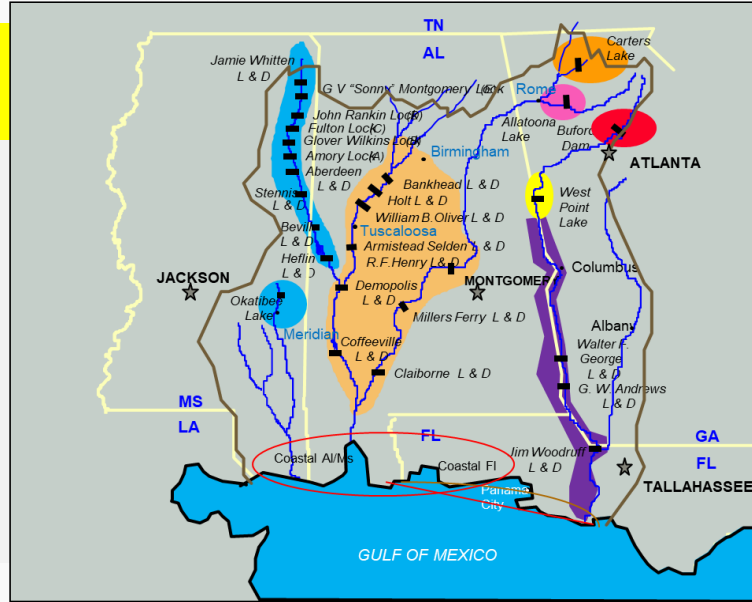 TN
AL
Carters
Lake
Jamie Whitten
L & D
G V "Sonny" Montgomery Lock
Rome
John Rankin Lock(D)
Fulton Lock(C)
Glover Wilkins Lock(B)
Amory Lock(A)
Aberdeen
L & D
Allatoona
Lake
Buford
Dam
ATLANTA
Birmingham
Stennis
L & D
Bankhead L & D
Holt L & D
William B. Oliver L & D
West
Point
Lake
Bevill
L & D
Tuscaloosa
Armistead Selden L & D
R.F. Henry L & D
Heflin
L & D
JACKSON
Okatibee
Lake
Demopolis
L & D
MONTGOMER
Columbus
Meridian
Millers Ferry L & D
Albany
Coffeeville
L & D
Walter F.
George
L & D
Claiborne L & D
G. W. Andrews
L & D
MS
LA
FL
GA
FL
Coastal Al/Ms
Coastal Fl
Jim Woodruff
L & D
TALLAHASSEE
Panama
City
GULF OF MEXICO